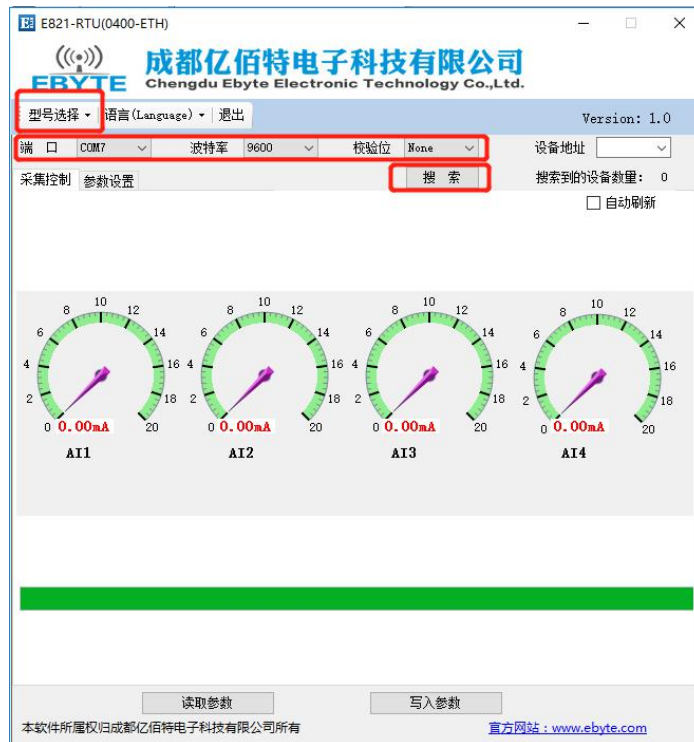 E821-RTU(0400-ETH)
EBYTE
成都亿佰特电子科技有限公司
Chengdu Ebyte Electronic Technology Co.,Ltd.
型号选择 语言(Language) 退出
Version: 1.0
端 口 COM7 波特率 9600 校验位 None 设备地址
采集控制 参数设置 搜 索 搜索到的设备数量: 0
自动刷新
0 2 4 6 8 10 12 14 16 18 20
0.00mA
AI1
0 2 4 6 8 10 12 14 16 18 20
0.00mA
AI2
0 2 4 6 8 10 12 14 16 18 20
0.00mA
AI3
0 2 4 6 8 10 12 14 16 18 20
0.00mA
AI4
读取参数 写入参数
本软件所属权归成都亿佰特电子科技有限公司所有 官方网站：www.ebyte.com